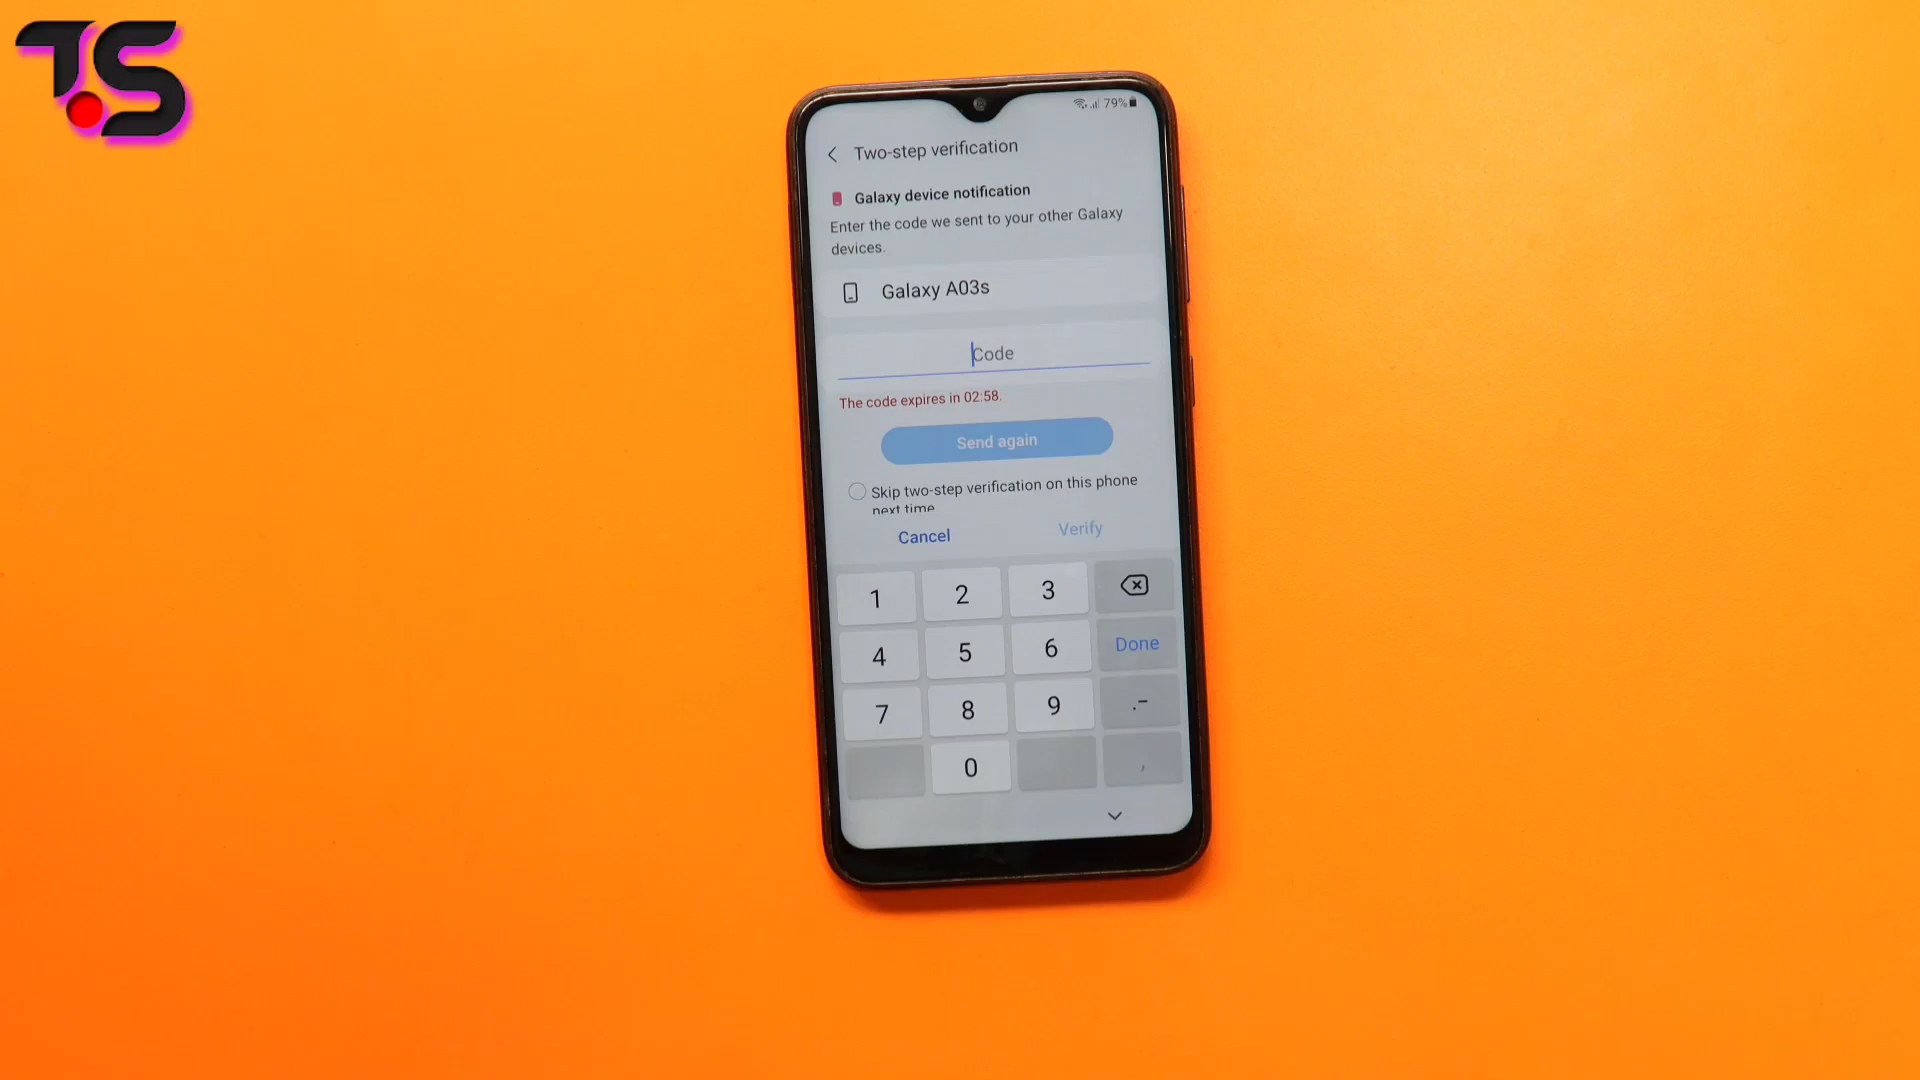 TS
79%
Two-step verification
Galaxy device notification
Enter the code we sent to your other Galaxy
devices.
Galaxy A03s
Code
The code expires in 02:58.
Send again
Skip two-step verification on this phone
next time
Cancel
Verify
1 2 3
4 5 6 Done
7 8 9 .-
0 ,